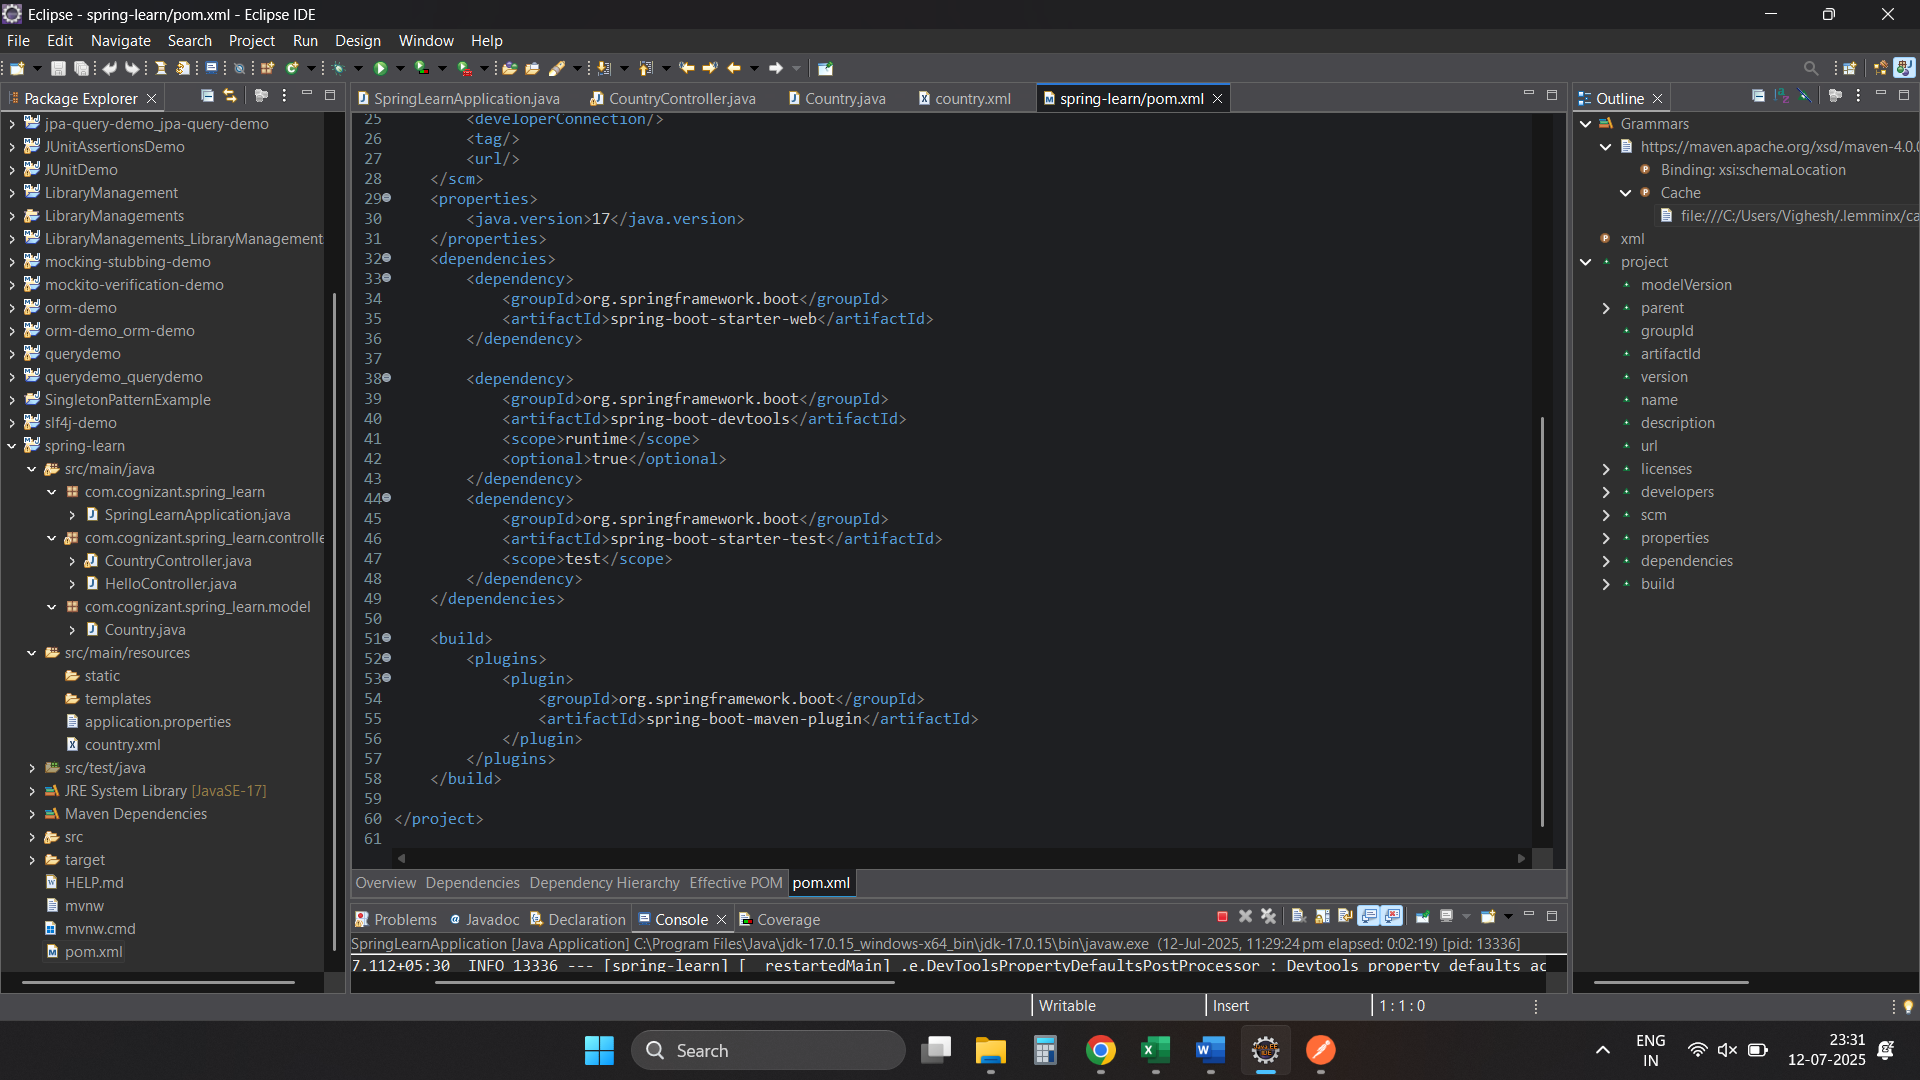 Eclipse - spring-learn/pom.xml - Eclipse IDE
File Edit Navigate Search Project Run Design Window Help
Package Explorer
jpa-query-demo_jpa-query-demo
JUnitAssertionsDemo
JUnitDemo
LibraryManagement
LibraryManagements
LibraryManagements_LibraryManagement
mocking-stubbing-demo
mockito-verification-demo
orm-demo
orm-demo_orm-demo
querydemo
querydemo_querydemo
SingletonPatternExample
slf4j-demo
spring-learn
src/main/java
com.cognizant.spring_learn
SpringLearnApplication.java
com.cognizant.spring_learn.controlle
CountryController.java
HelloController.java
com.cognizant.spring_learn.model
Country.java
src/main/resources
static
templates
application.properties
country.xml
src/test/java
JRE System Library [JavaSE-17]
Maven Dependencies
src
target
HELP.md
mvnw
mvnw.cmd
pom.xml
SpringLearnApplication.java CountryController.java Country.java country.xml spring-learn/pom.xml
25 <developerConnection/>
26 <tag/>
27 <url/>
28 </scm>
29 <properties>
30 <java.version>17</java.version>
31 </properties>
32 <dependencies>
33 <dependency>
34 <groupId>org.springframework.boot</groupId>
35 <artifactId>spring-boot-starter-web</artifactId>
36 </dependency>
37
38 <dependency>
39 <groupId>org.springframework.boot</groupId>
40 <artifactId>spring-boot-devtools</artifactId>
41 <scope>runtime</scope>
42 <optional>true</optional>
43 </dependency>
44 <dependency>
45 <groupId>org.springframework.boot</groupId>
46 <artifactId>spring-boot-starter-test</artifactId>
47 <scope>test</scope>
48 </dependency>
49 </dependencies>
50
51 <build>
52 <plugins>
53 <plugin>
54 <groupId>org.springframework.boot</groupId>
55 <artifactId>spring-boot-maven-plugin</artifactId>
56 </plugin>
57 </plugins>
58 </build>
59
60 </project>
61
Overview Dependencies Dependency Hierarchy Effective POM pom.xml
Problems Javadoc Declaration Console Coverage
SpringLearnApplication [Java Application] C:\Program Files\Java\jdk-17.0.15_windows-x64_bin\jdk-17.0.15\bin\javaw.exe (12-Jul-2025, 11:29:24 pm elapsed: 0:02:19) [pid: 13336]
7.112+05:30 INFO 13336 --- [spring-learn] [ restartedMain] .e.DevToolsPropertyDefaultsPostProcessor : Devtools property defaults ac
Outline
Grammars
https://maven.apache.org/xsd/maven-4.0.0
Binding: xsi:schemaLocation
Cache
file:///C:/Users/Vighesh/.lemminx/ca
xml
project
modelVersion
parent
groupId
artifactId
version
name
description
url
licenses
developers
scm
properties
dependencies
build
Writable Insert 1 : 1 : 0
Search
ENG
IN
23:31
12-07-2025